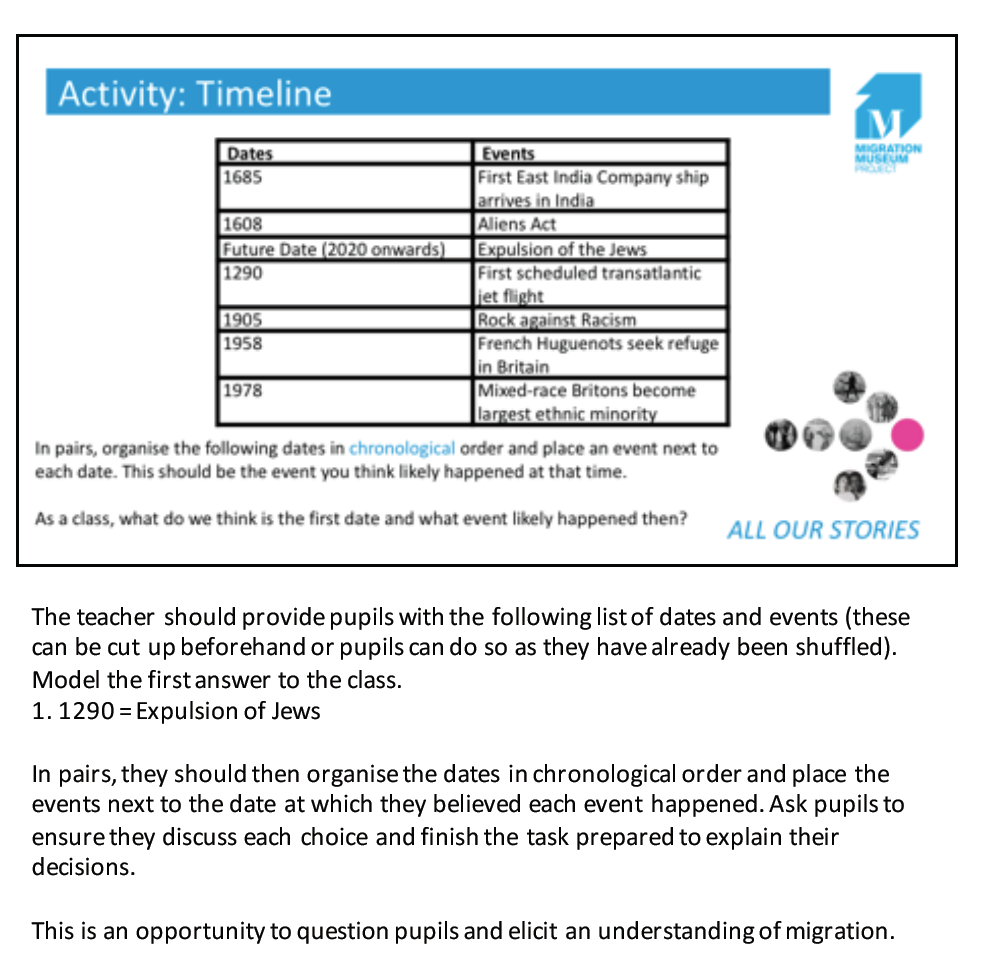 Activity: Timeline
M
MIGRATION
MUSEUM
PROJECT
Dates Events
1685 First East India Company ship
arrives in India
1608 Aliens Act
Future Date (2020 onwards) Expulsion of the Jews
1290 First scheduled transatlantic
jet flight
1905 Rock against Racism
1958 French Huguenots seek refuge
in Britain
1978 Mixed-race Britons become
largest ethnic minority
In pairs, organise the following dates in chronological order and place an event next to
each date. This should be the event you think likely happened at that time.
As a class, what do we think is the first date and what event likely happened then?
ALL OUR STORIES
The teacher should provide pupils with the following list of dates and events (these
can be cut up beforehand or pupils can do so as they have already been shuffled).
Model the first answer to the class.
1. 1290 = Expulsion of Jews
In pairs, they should then organise the dates in chronological order and place the
events next to the date at which they believed each event happened. Ask pupils to
ensure they discuss each choice and finish the task prepared to explain their
decisions.
This is an opportunity to question pupils and elicit an understanding of migration.